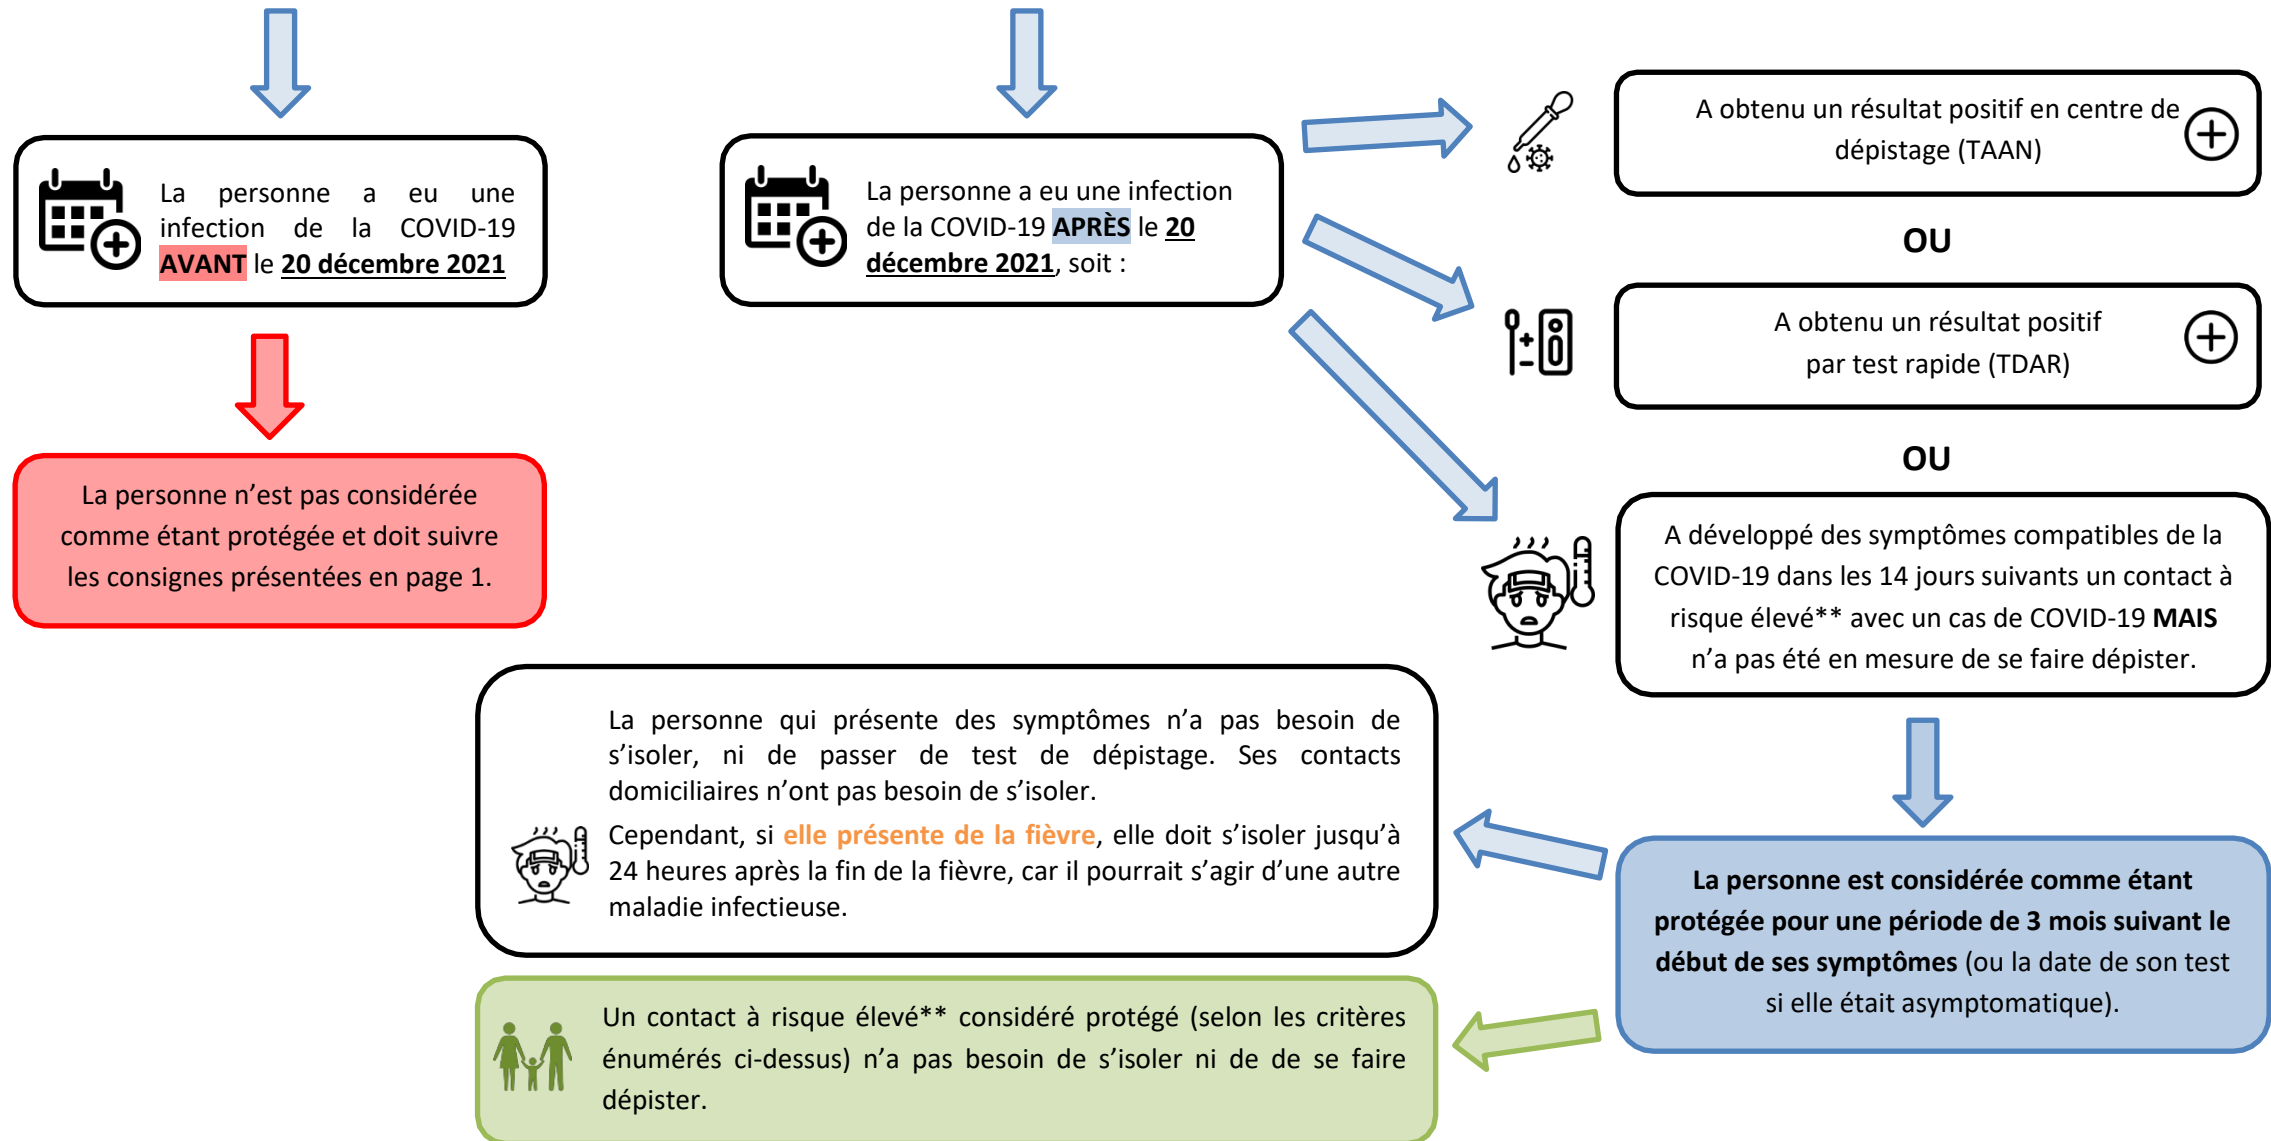 La personne a eu une
infection de la COVID-19
AVANT le 20 décembre 2021
La personne n’est pas considérée
comme étant protégée et doit suivre
les consignes présentées en page 1.
La personne a eu une infection
de la COVID-19 APRÈS le 20
décembre 2021, soit :
A obtenu un résultat positif en centre de
dépistage (TAAN)
OU
A obtenu un résultat positif
par test rapide (TDAR)
OU
A développé des symptômes compatibles de la
COVID-19 dans les 14 jours suivants un contact à
risque élevé** avec un cas de COVID-19 MAIS
n’a pas été en mesure de se faire dépister.
La personne est considérée comme étant
protégée pour une période de 3 mois suivant le
début de ses symptômes (ou la date de son test
si elle était asymptomatique).
La personne qui présente des symptômes n’a pas besoin de
s’isoler, ni de passer de test de dépistage. Ses contacts
domiciliaires n’ont pas besoin de s’isoler.
Cependant, si elle présente de la fièvre, elle doit s’isoler jusqu’à
24 heures après la fin de la fièvre, car il pourrait s’agir d’une autre
maladie infectieuse.
Un contact à risque élevé** considéré protégé (selon les critères
énumérés ci-dessus) n’a pas besoin de s’isoler ni de de se faire
dépister.